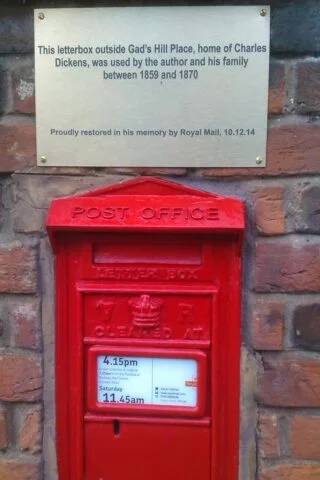 This letterbox outside Gad's Hill Place, home of Charles
Dickens, was used by the author and his family
between 1859 and 1870
Proudly restored in his memory by Royal Mail, 10.12.14
POST OFFICE
LETTER BOX
V R
CLEARED AT
4.15pm
Saturday
11.45am